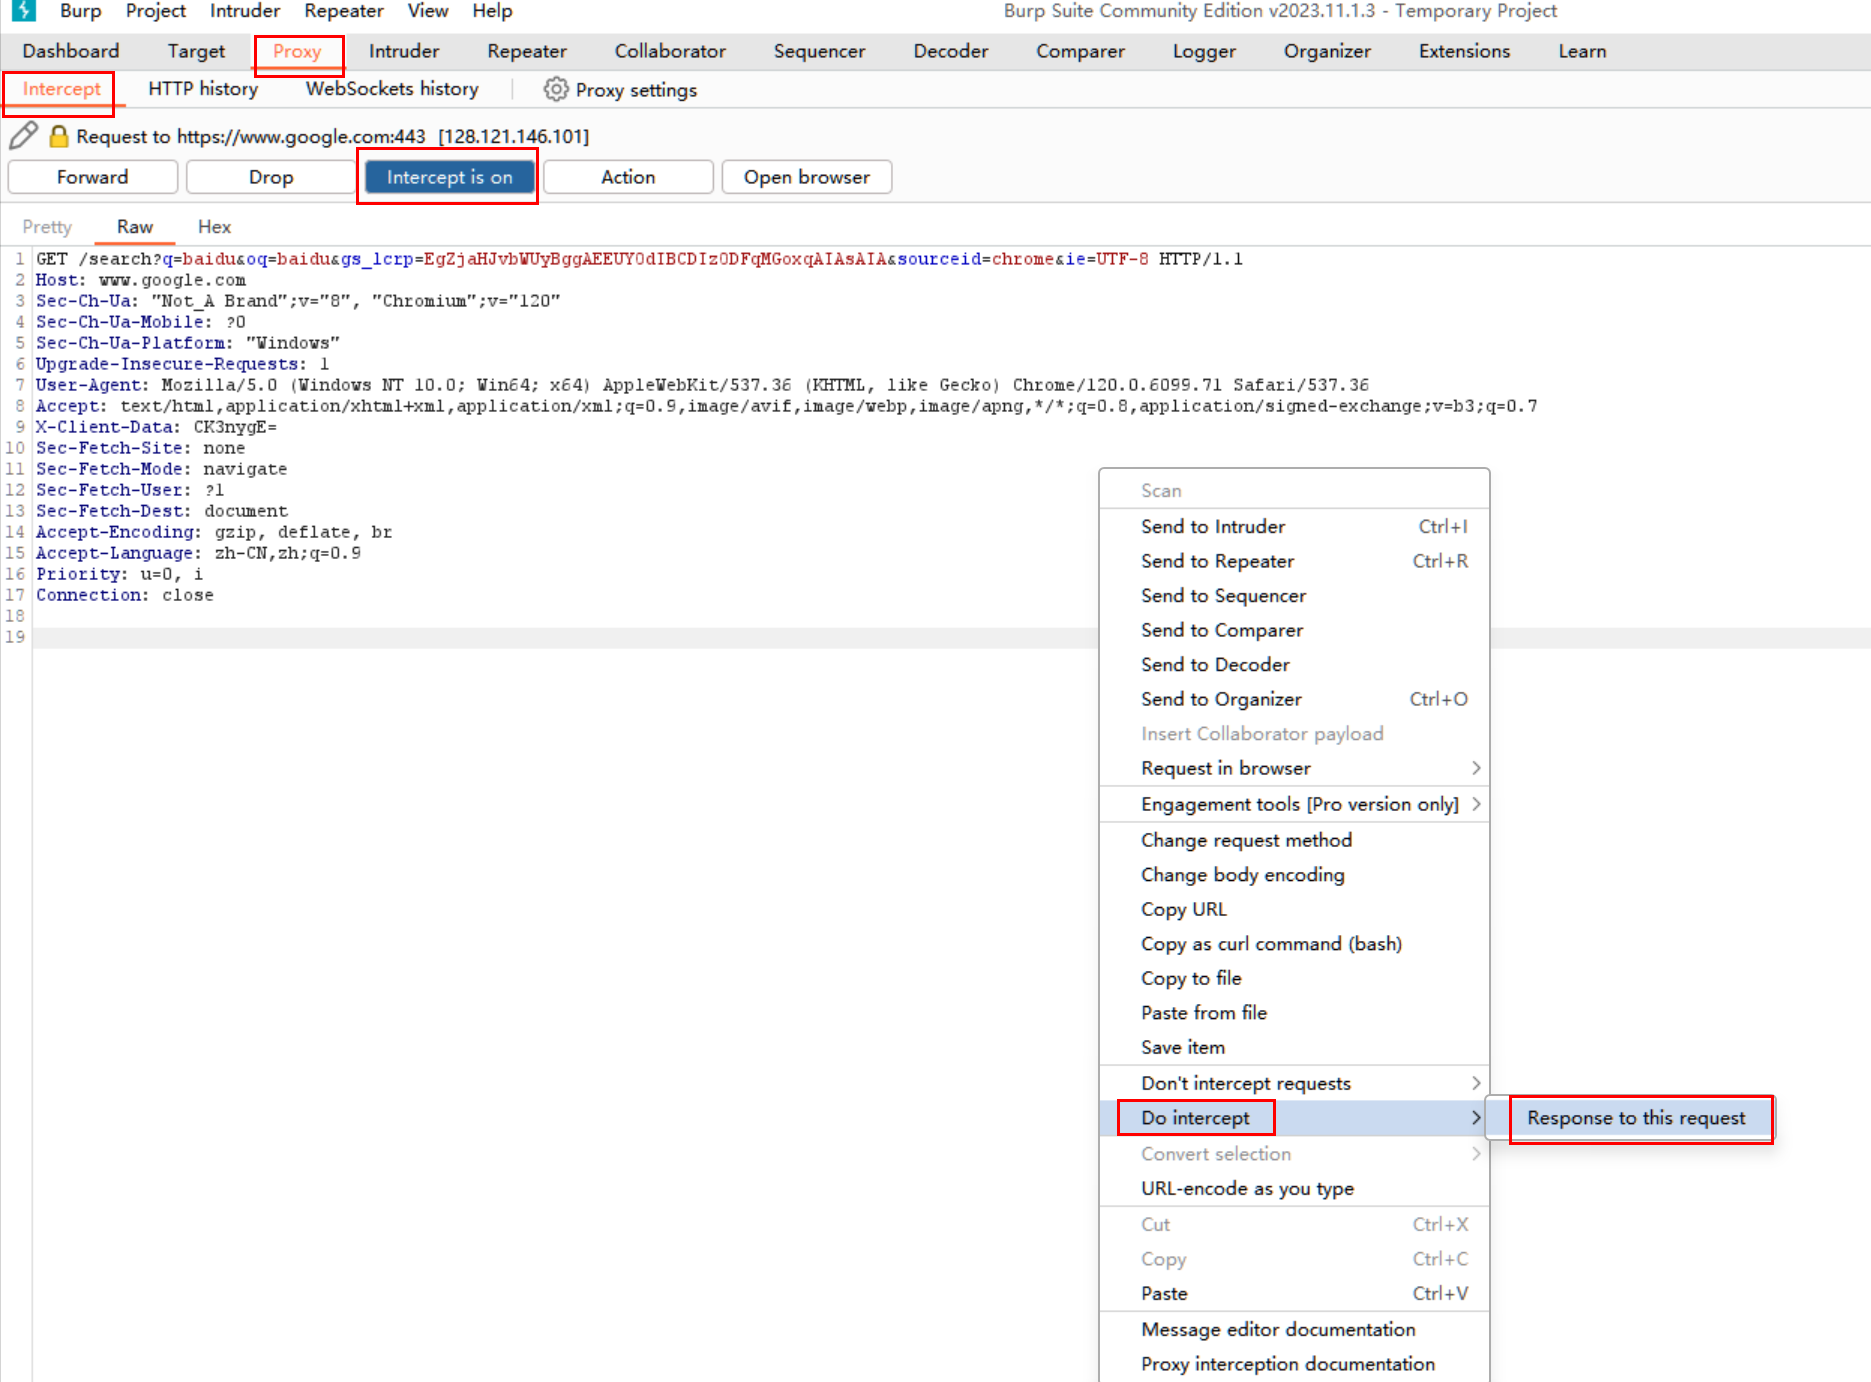 Burp Project Intruder Repeater View Help Burp Suite Community Edition v2023.11.1.3 - Temporary Project
Dashboard Target Proxy Intruder Repeater Collaborator Sequencer Decoder Comparer Logger Organizer Extensions Learn
Intercept HTTP history WebSockets history Proxy settings
Request to https://www.google.com:443 [128.121.146.101]
Forward Drop Intercept is on Action Open browser
Pretty Raw Hex
1 GET /search?q=baidu&oq=baidu&gs_lcrp=EgZjaHJvbWUyBggAEEUYOdIBCDIzODFqMGoxqAIAsAIA&sourceid=chrome&ie=UTF-8 HTTP/1.1
2 Host: www.google.com
3 Sec-Ch-Ua: "Not_A Brand";v="8", "Chromium";v="120"
4 Sec-Ch-Ua-Mobile: ?0
5 Sec-Ch-Ua-Platform: "Windows"
6 Upgrade-Insecure-Requests: 1
7 User-Agent: Mozilla/5.0 (Windows NT 10.0; Win64; x64) AppleWebKit/537.36 (KHTML, like Gecko) Chrome/120.0.6099.71 Safari/537.36
8 Accept: text/html,application/xhtml+xml,application/xml;q=0.9,image/avif,image/webp,image/apng,*/*;q=0.8,application/signed-exchange;v=b3;q=0.7
9 X-Client-Data: CK3nygE=
10 Sec-Fetch-Site: none
11 Sec-Fetch-Mode: navigate
12 Sec-Fetch-User: ?1
13 Sec-Fetch-Dest: document
14 Accept-Encoding: gzip, deflate, br
15 Accept-Language: zh-CN,zh;q=0.9
16 Priority: u=0, i
17 Connection: close
18
19
Scan
Send to Intruder Ctrl+I
Send to Repeater Ctrl+R
Send to Sequencer
Send to Comparer
Send to Decoder
Send to Organizer Ctrl+O
Insert Collaborator payload
Request in browser
Engagement tools [Pro version only]
Change request method
Change body encoding
Copy URL
Copy as curl command (bash)
Copy to file
Paste from file
Save item
Don't intercept requests
Do intercept Response to this request
Convert selection
URL-encode as you type
Cut Ctrl+X
Copy Ctrl+C
Paste Ctrl+V
Message editor documentation
Proxy interception documentation